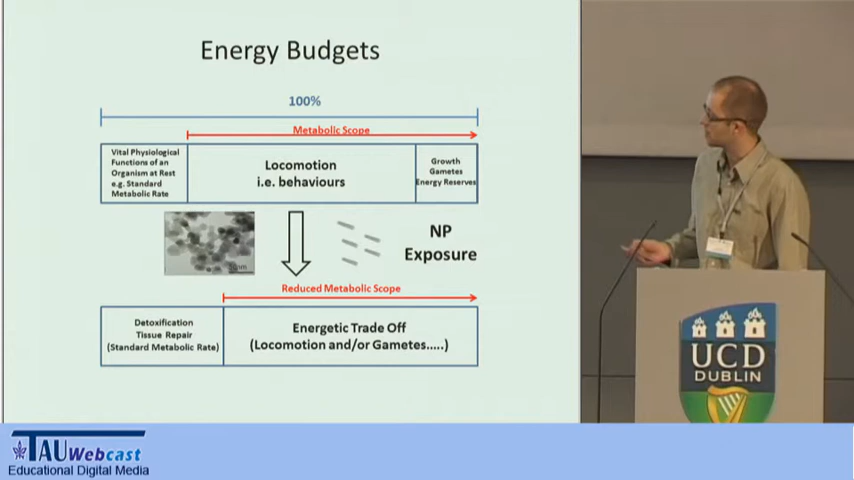 Energy Budgets
100%
Metabolic Scope
Vital Physiological
Functions of an
Organism at Rest
e.g. Standard
Metabolic Rate
Locomotion
i.e. behaviours
Growth
Gametes
Energy Reserves
NP
Exposure
Reduced Metabolic Scope
Detoxification
Tissue Repair
(Standard Metabolic Rate)
Energetic Trade Off
(Locomotion and/or Gametes.....)
UCD
DUBLIN
TAU Webcast
Educational Digital Media